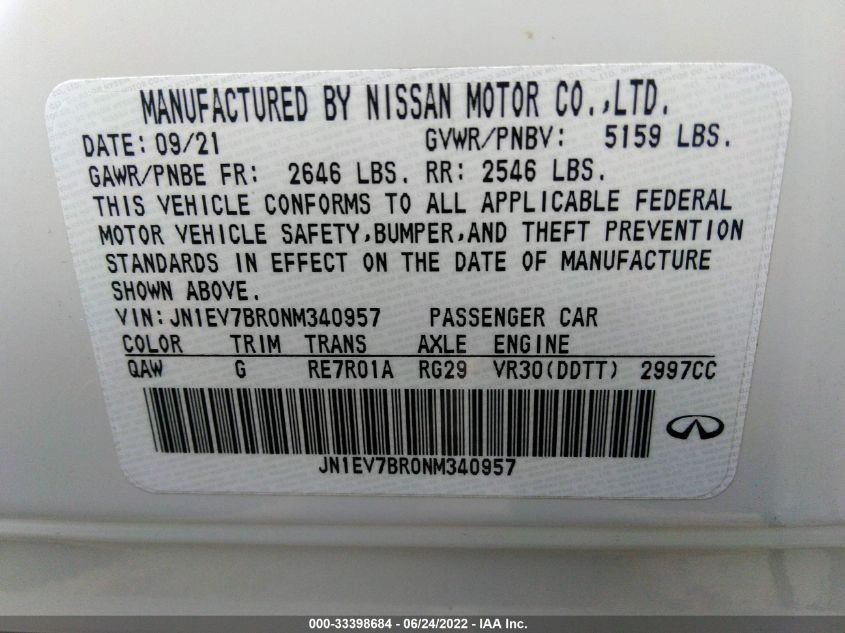 MANUFACTURED BY NISSAN MOTOR CO.,LTD.
DATE: 09/21 GVWR/PNBV: 5159 LBS.
GAWR/PNBE FR: 2646 LBS. RR: 2546 LBS.
THIS VEHICLE CONFORMS TO ALL APPLICABLE FEDERAL
MOTOR VEHICLE SAFETY,BUMPER,AND THEFT PREVENTION
STANDARDS IN EFFECT ON THE DATE OF MANUFACTURE
SHOWN ABOVE.
VIN:JN1EV7BR0NM340957 PASSENGER CAR
COLOR TRIM TRANS AXLE ENGINE
QAW G RE7R01A RG29 VR30(DDTT) 2997CC
JN1EV7BR0NM340957
000-33398684 - 06/24/2022 - IAA Inc.